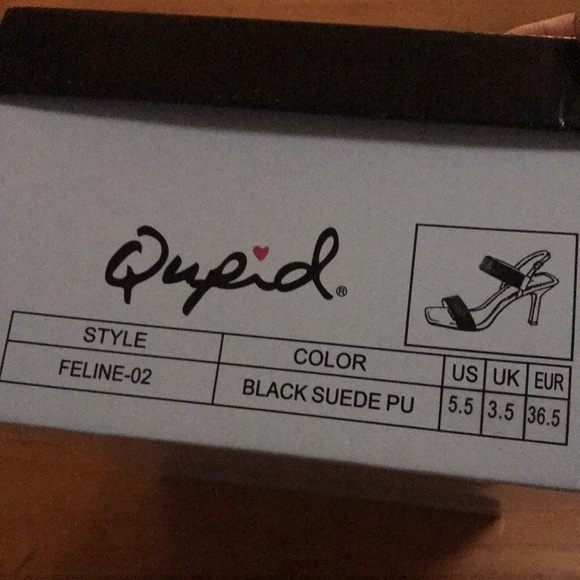 Qupid®
STYLE COLOR US UK EUR
FELINE-02 BLACK SUEDE PU 5.5 3.5 36.5